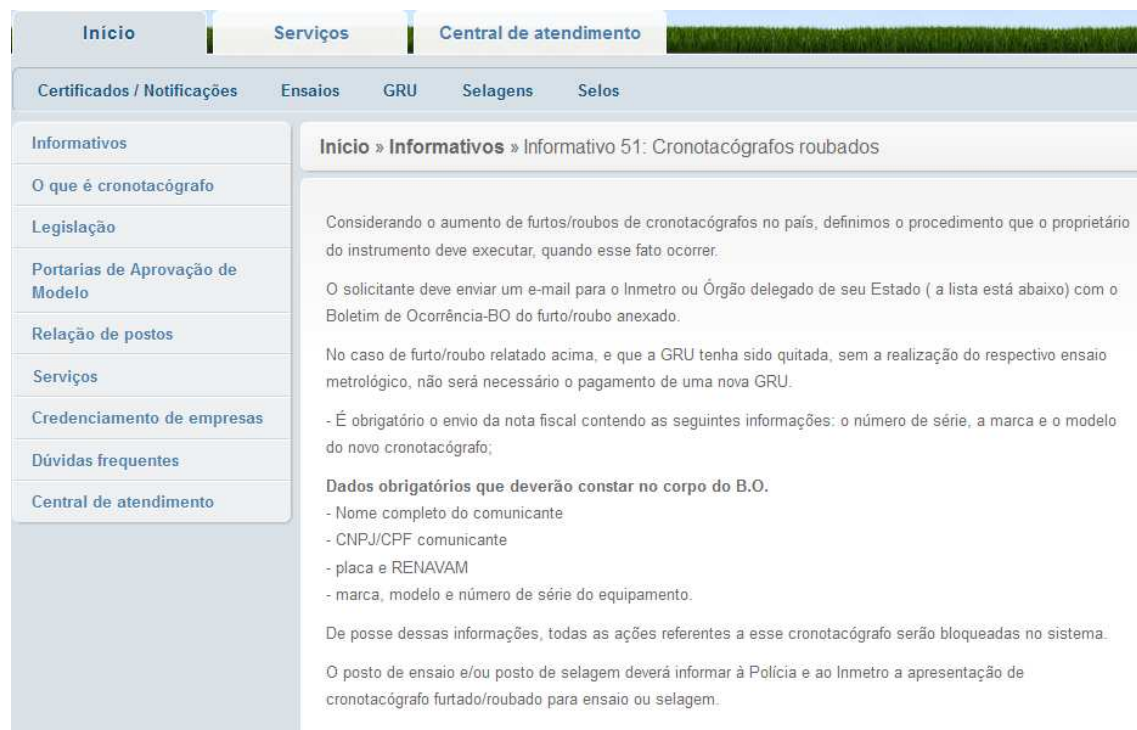 Início
Serviços
Central de atendimento
Certificados / Notificações
Ensaios
GRU
Selagens
Selos
Informativos
O que é cronotacógrafo
Legislação
Portarias de Aprovação de
Modelo
Relação de postos
Serviços
Credenciamento de empresas
Dúvidas frequentes
Central de atendimento
Início » Informativos » Informativo 51: Cronotacógrafos roubados
Considerando o aumento de furtos/roubos de cronotacógrafos no país, definimos o procedimento que o proprietário
do instrumento deve executar, quando esse fato ocorrer.
O solicitante deve enviar um e-mail para o Inmetro ou Órgão delegado de seu Estado ( a lista está abaixo) com o
Boletim de Ocorrência-BO do furto/roubo anexado.
No caso de furto/roubo relatado acima, e que a GRU tenha sido quitada, sem a realização do respectivo ensaio
metrológico, não será necessário o pagamento de uma nova GRU.
- É obrigatório o envio da nota fiscal contendo as seguintes informações: o número de série, a marca e o modelo
do novo cronotacógrafo;
Dados obrigatórios que deverão constar no corpo do B.O.
- Nome completo do comunicante
- CNPJ/CPF comunicante
- placa e RENAVAM
- marca, modelo e número de série do equipamento.
De posse dessas informações, todas as ações referentes a esse cronotacógrafo serão bloqueadas no sistema.
O posto de ensaio e/ou posto de selagem deverá informar à Polícia e ao Inmetro a apresentação de
cronotacógrafo furtado/roubado para ensaio ou selagem.